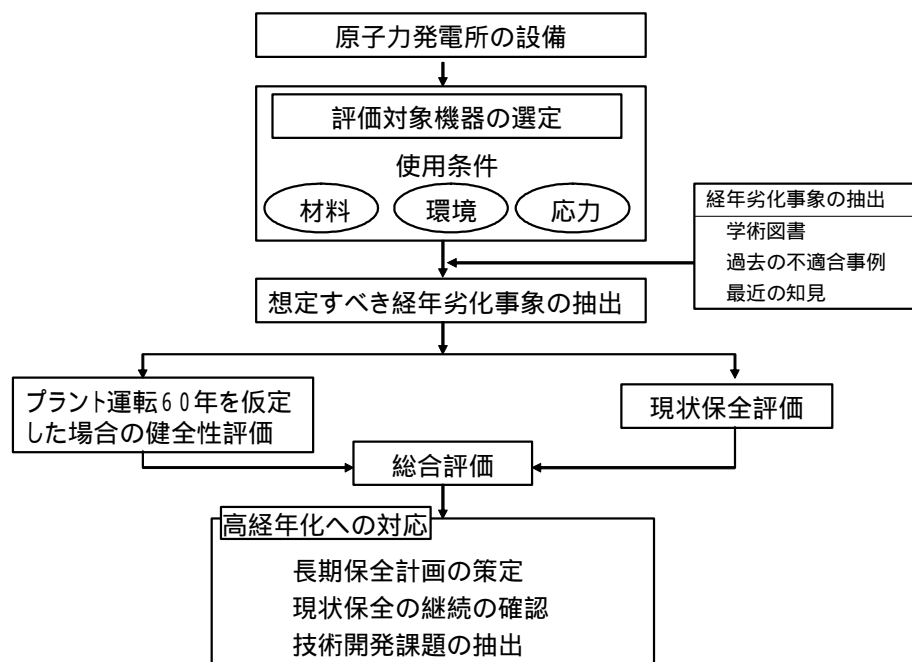 原子力発電所の設備
評価対象機器の選定
使用条件
材料
環境
応力
経年劣化事象の抽出
学術図書
過去の不適合事例
最近の知見
想定すべき経年劣化事象の抽出
プラント運転60年を仮定
した場合の健全性評価
現状保全評価
総合評価
高経年化への対応
長期保全計画の策定
現状保全の継続の確認
技術開発課題の抽出